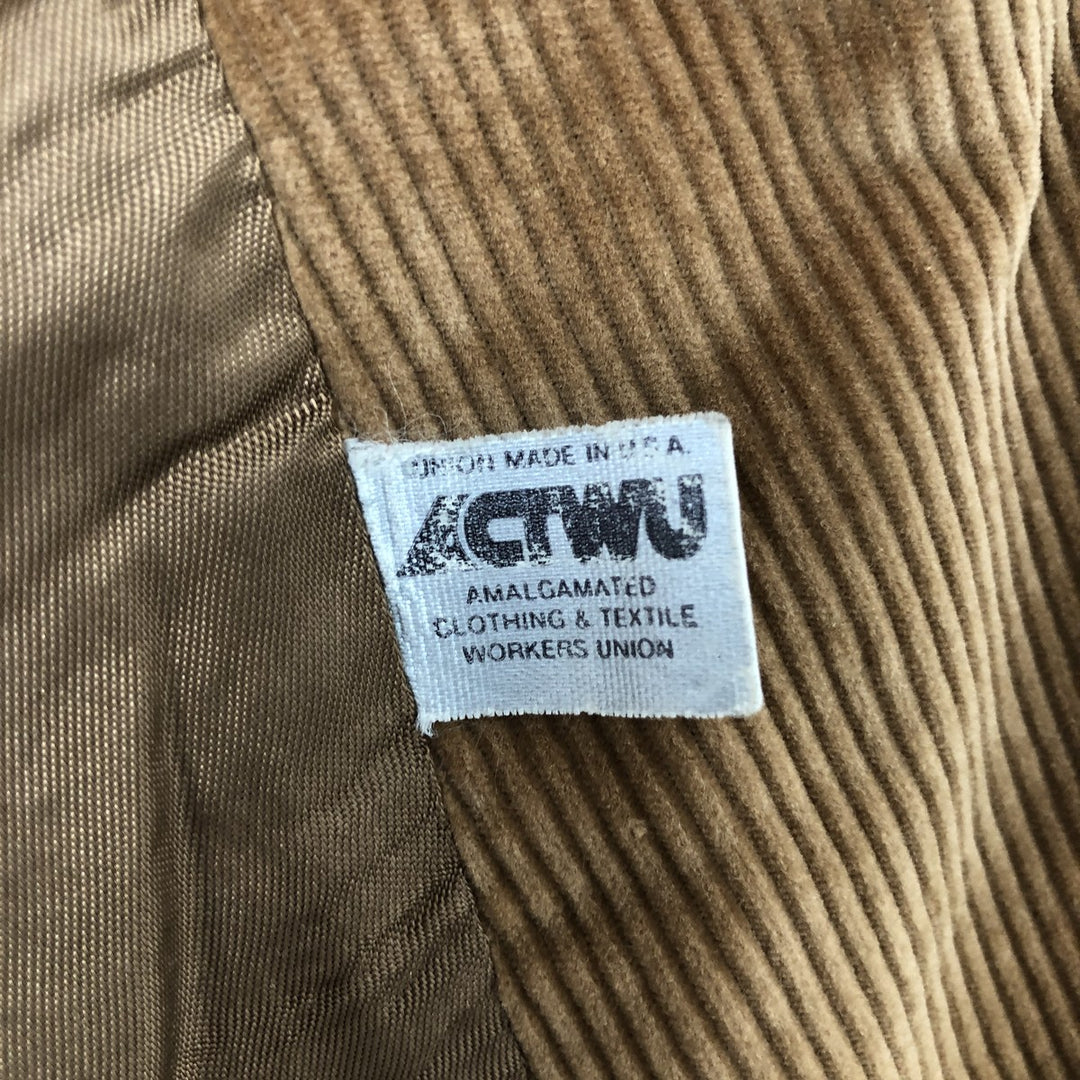 UNION MADE IN U.S.A.
ACTWU
AMALGAMATED
CLOTHING & TEXTILE
WORKERS UNION